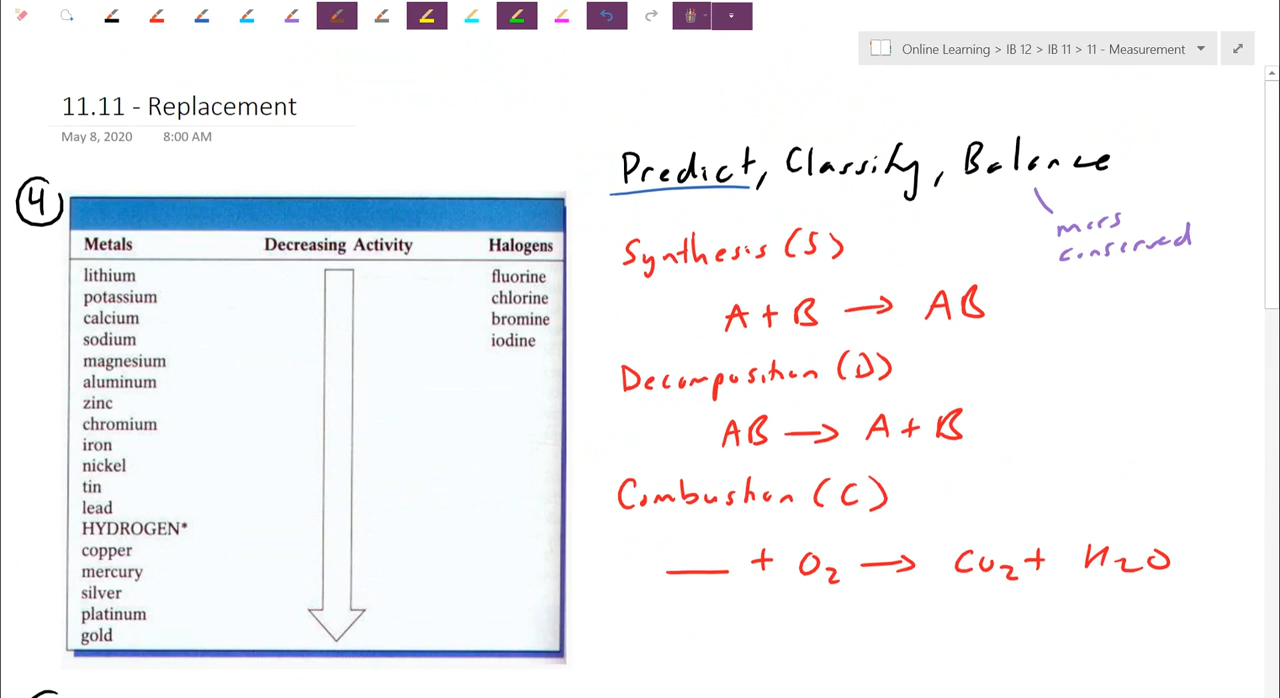 Online Learning > IB 12 > IB 11 > 11 - Measurement
11.11 - Replacement
May 8, 2020 8:00 AM
4
Metals Decreasing Activity Halogens
lithium fluorine
potassium chlorine
calcium bromine
sodium iodine
magnesium
aluminum
zinc
chromium
iron
nickel
tin
lead
HYDROGEN*
copper
mercury
silver
platinum
gold
Predict, Classify, Balance
mass
conserved
Synthesis (S)
A + B → AB
Decomposition (D)
AB → A + B
Combustion (C)
___ + O₂ → CO₂ + H₂O